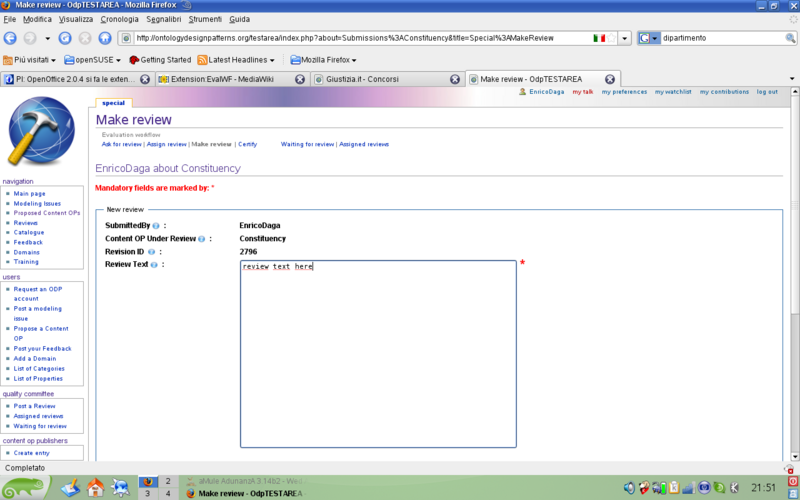 Make review - OdpTESTAREA - Mozilla Firefox
File Modifica Visualizza Cronologia Segnalibri Strumenti Guida
http://ontologydesignpatterns.org/testarea/index.php?about=Submissions%3AConstituency&title=Special%3AMakeReview
dipartimento
Più visitati openSUSE Getting Started Latest Headlines Mozilla Firefox
PI: OpenOffice 2.0.4 si fa le exten... Extension:EvalWF - MediaWiki Giustizia.it - Concorsi Make review - OdpTESTAREA
EnricoDaga my talk my preferences my watchlist my contributions log out
special
Make review
Evaluation workflow
Ask for review | Assign review | Make review | Certify Waiting for review | Assigned reviews
EnricoDaga about Constituency
Mandatory fields are marked by: *
New review
SubmittedBy : EnricoDaga
Content OP Under Review : Constituency
Revision ID : 2796
Review Text :
review text here
*
navigation
Main page
Modeling Issues
Proposed Content OPs
Reviews
Catalogue
Feedback
Domains
Training
users
Request an ODP
account
Post a modeling
issue
Propose a Content
OP
Post your Feedback
Add a Domain
List of Categories
List of Properties
quality committee
Post a Review
Assigned reviews
Waiting for review
content op publishers
Create entry
Completato
1 2
3 4
aMule AdunanzA 3.14b2 - We
Make review - OdpTESTAREA
21:51